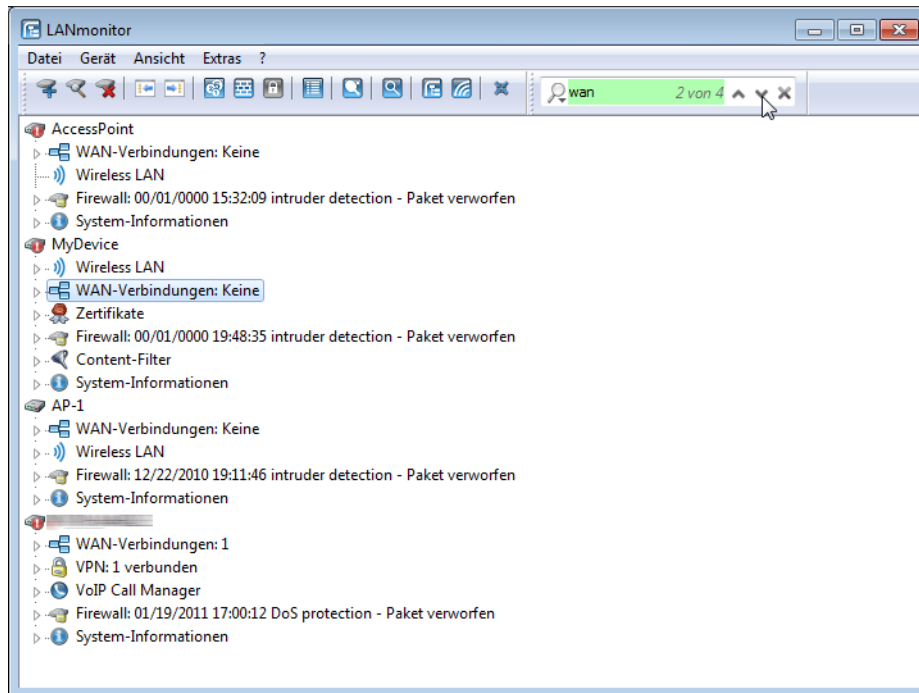 LANmonitor
Datei Gerät Ansicht Extras ?
wan 2 von 4
AccessPoint
WAN-Verbindungen: Keine
Wireless LAN
Firewall: 00/01/0000 15:32:09 intruder detection - Paket verworfen
System-Informationen
MyDevice
Wireless LAN
WAN-Verbindungen: Keine
Zertifikate
Firewall: 00/01/0000 19:48:35 intruder detection - Paket verworfen
Content-Filter
System-Informationen
AP-1
WAN-Verbindungen: Keine
Wireless LAN
Firewall: 12/22/2010 19:11:46 intruder detection - Paket verworfen
System-Informationen
WAN-Verbindungen: 1
VPN: 1 verbunden
VoIP Call Manager
Firewall: 01/19/2011 17:00:12 DoS protection - Paket verworfen
System-Informationen